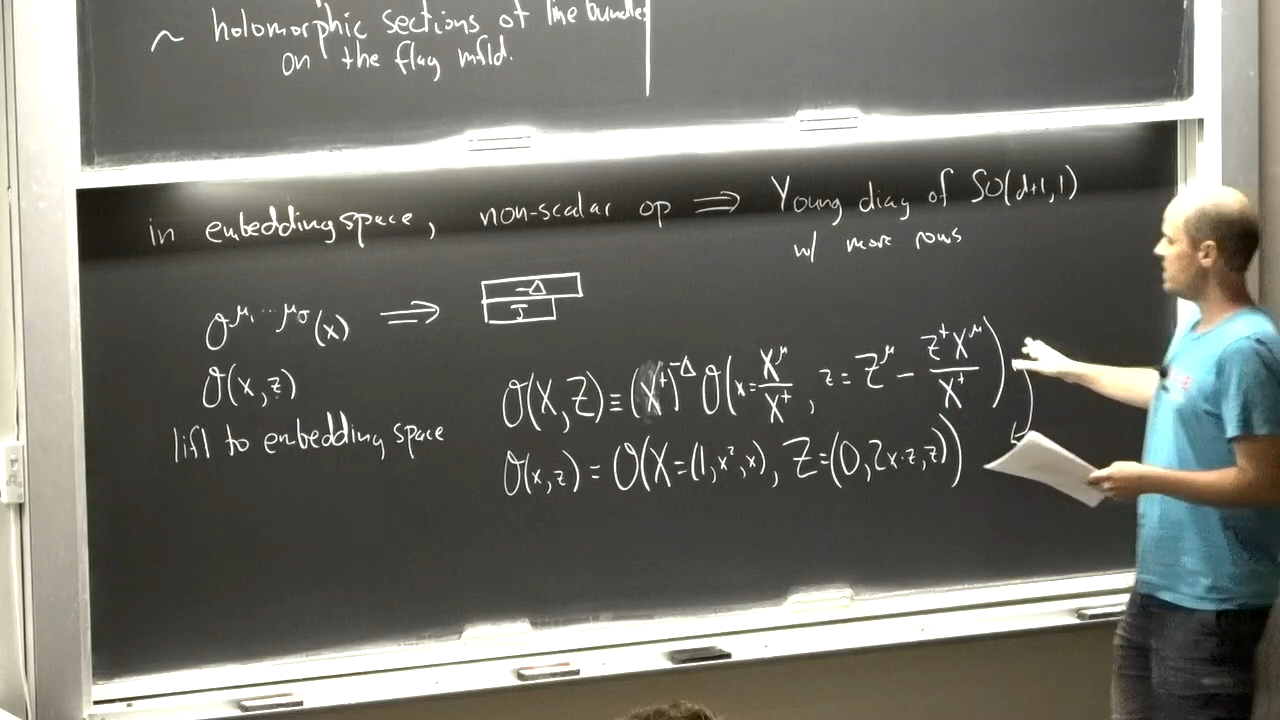 ~ holomorphic sections of line bundles
on the flag mfld.
in embedding space, non-scalar op ⟹ Young diag of SO(d+1,1)
w/ more rows
O^{μ₁…μ_J}(x) ⟹
-Δ
J
O(x,z)
lift to embedding space
O(X,Z) ≡ (X⁺)^{-Δ} O(x = X^μ/X⁺, z = Z^μ - Z⁺X^μ/X⁺)
O(x,z) = O(X=(1,x²,x), Z=(0,2x·z,z))